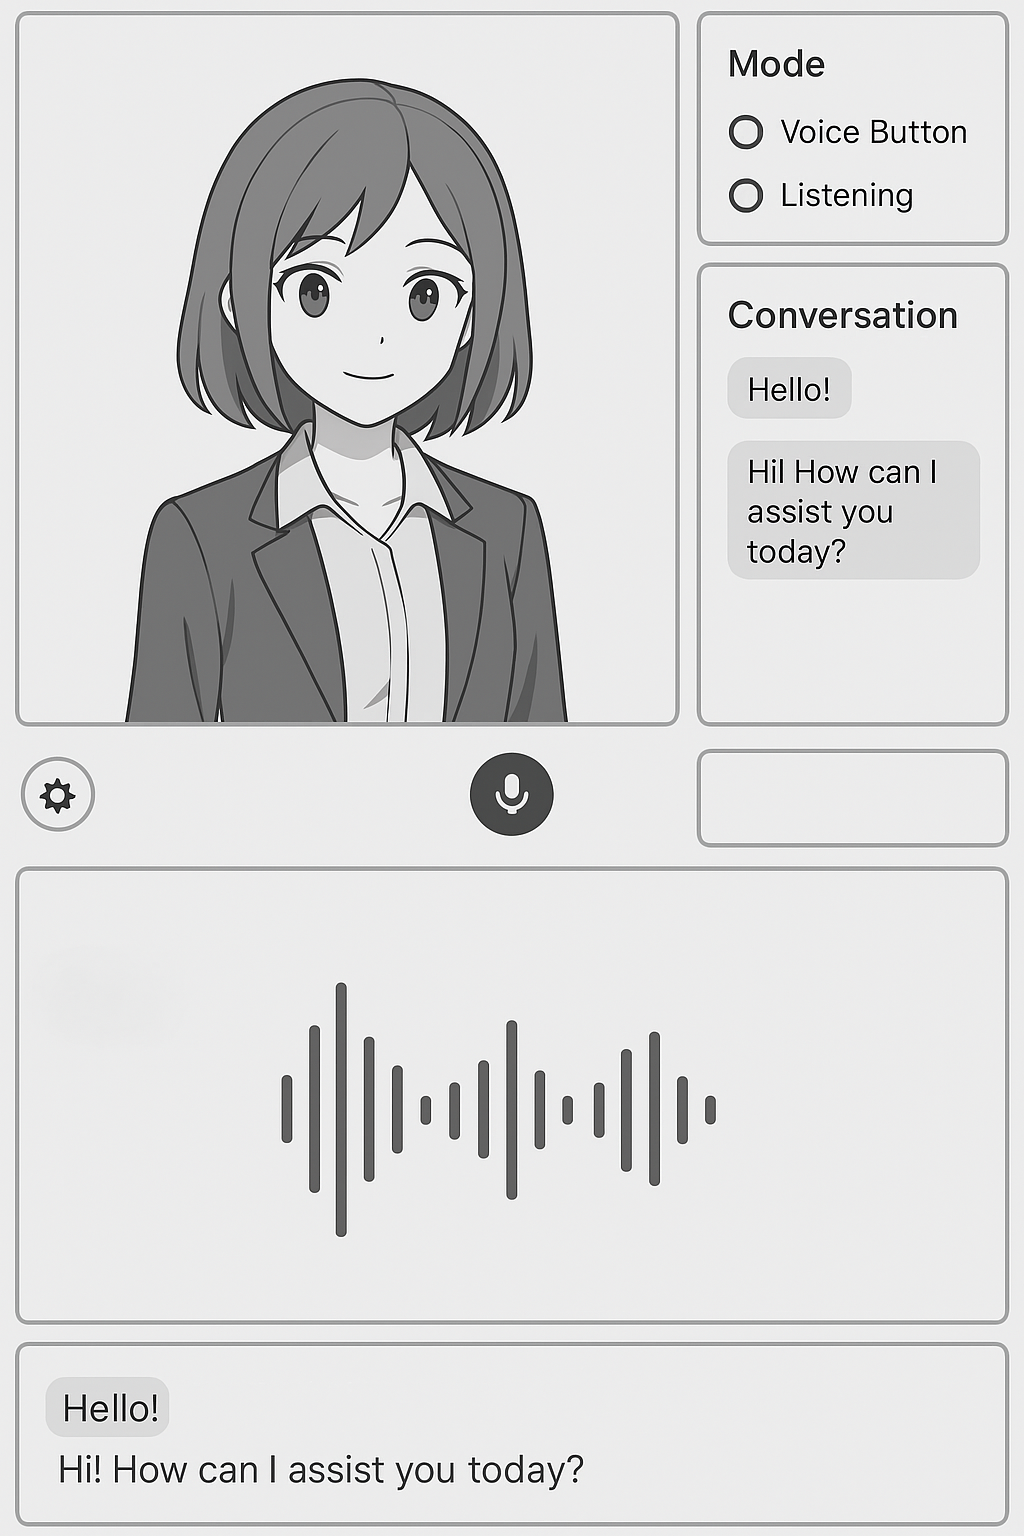 Mode
Voice Button
Listening
Conversation
Hello!
Hil How can I
assist you
today?
Hello!
Hi! How can I assist you today?